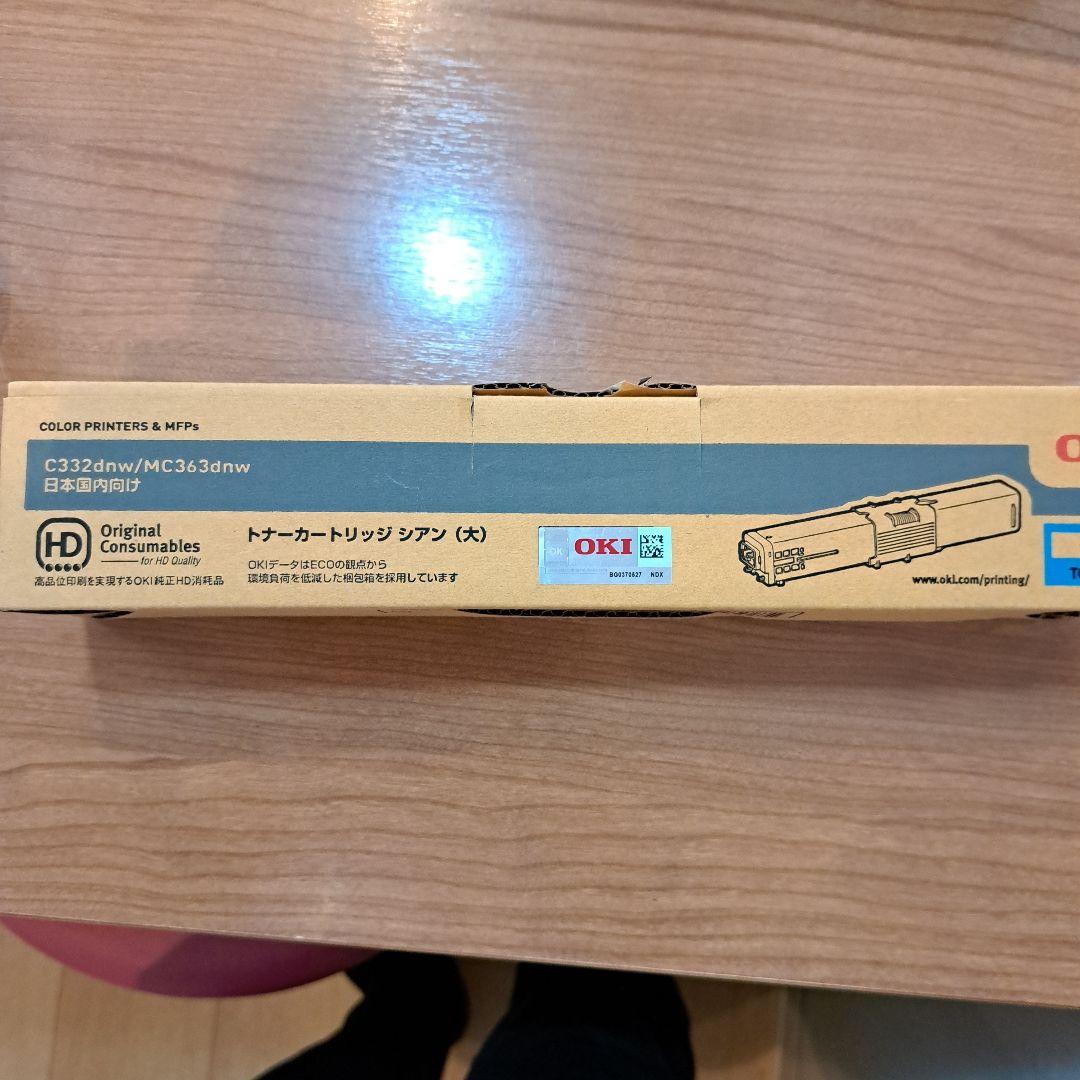 COLOR PRINTERS & MFPs
C332dnw/MC363dnw
日本国内向け
HD
Original
Consumables
for HD Quality
高品位印刷を実現するOKI純正HD消耗品
トナーカートリッジ シアン（大）
OKIデータはECOの観点から
環境負荷を低減した梱包箱を採用しています
OK
OKI
BG0370627 NDX
www.oki.com/printing/